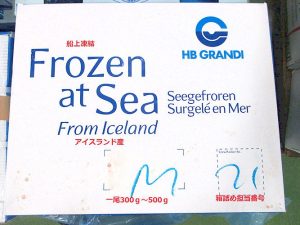 船上凍結
HB GRANDI
Frozen
at Sea
Seegefroren
Surgelé en Mer
From Iceland
アイスランド産
M
21
一尾300g～500g
箱詰め担当番号